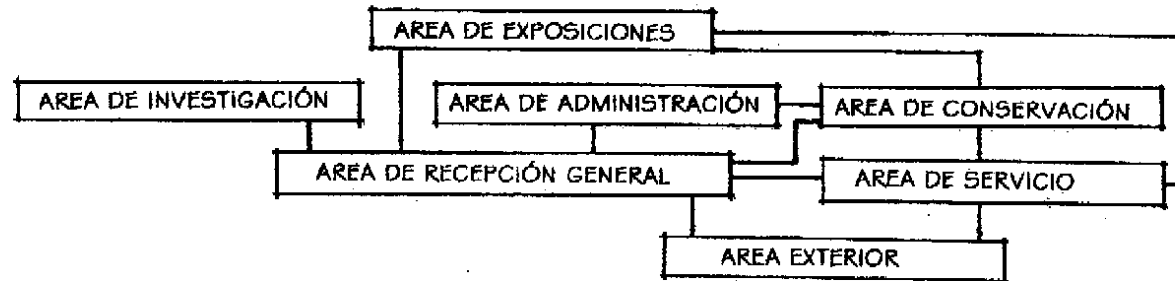 AREA DE EXPOSICIONES
AREA DE INVESTIGACIÓN
AREA DE ADMINISTRACIÓN
AREA DE CONSERVACIÓN
AREA DE RECEPCIÓN GENERAL
AREA DE SERVICIO
AREA EXTERIOR